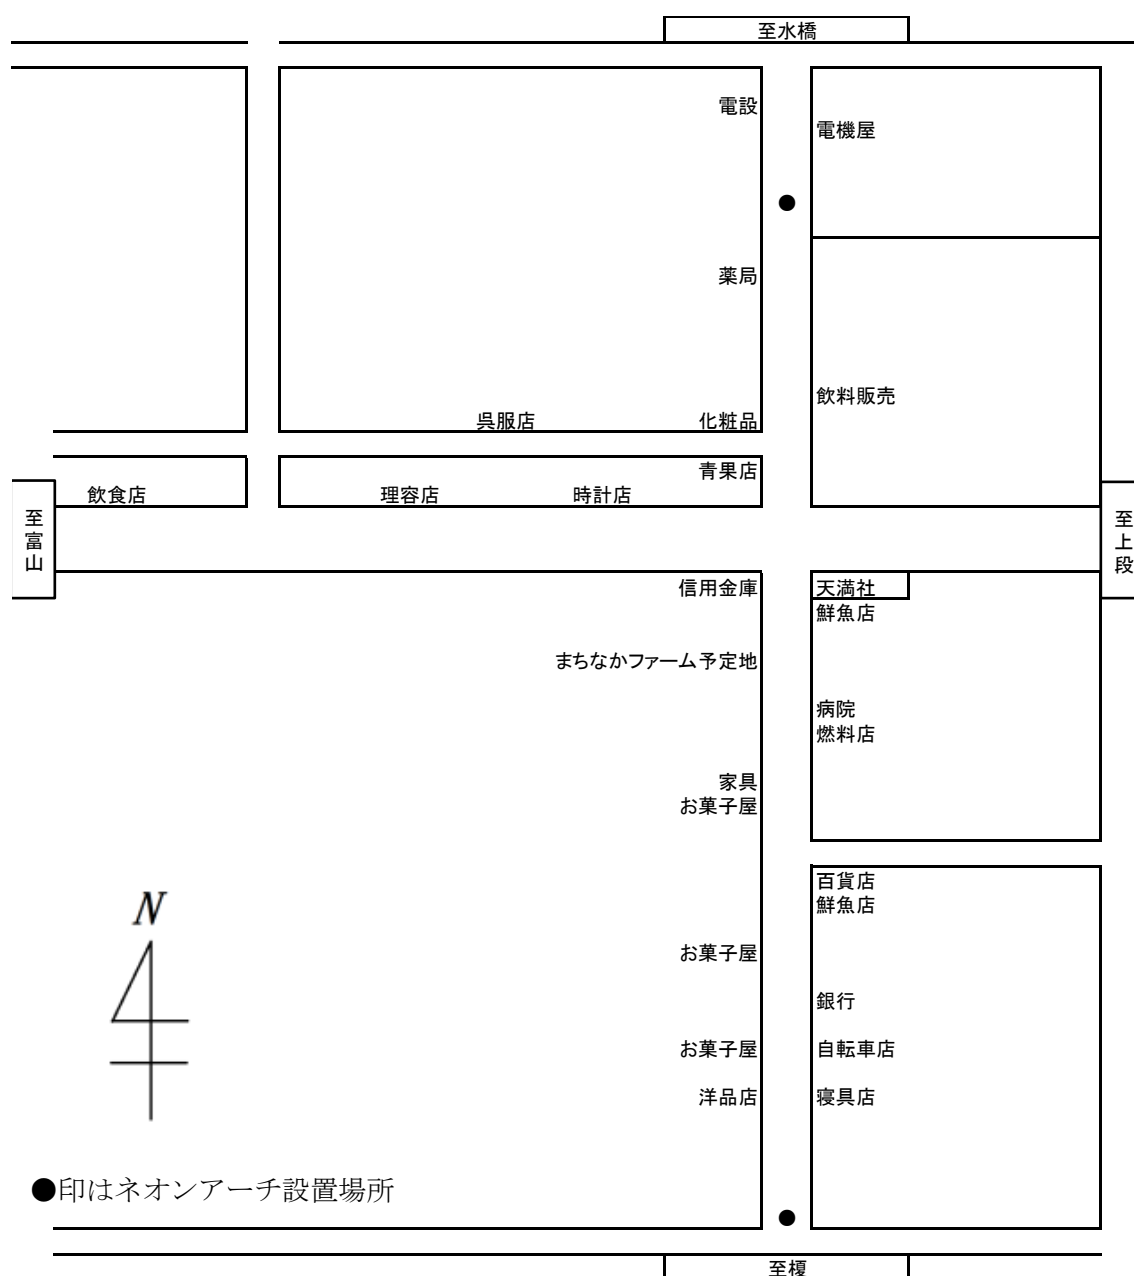 至水橋
電設
電機屋
薬局
飲料販売
呉服店
化粧品
青果店
飲食店
理容店
時計店
至富山
至上段
信用金庫
天満社
鮮魚店
まちなかファーム予定地
病院
燃料店
家具
お菓子屋
百貨店
鮮魚店
N
お菓子屋
銀行
お菓子屋
自転車店
洋品店
寝具店
●印はネオンアーチ設置場所
至榎